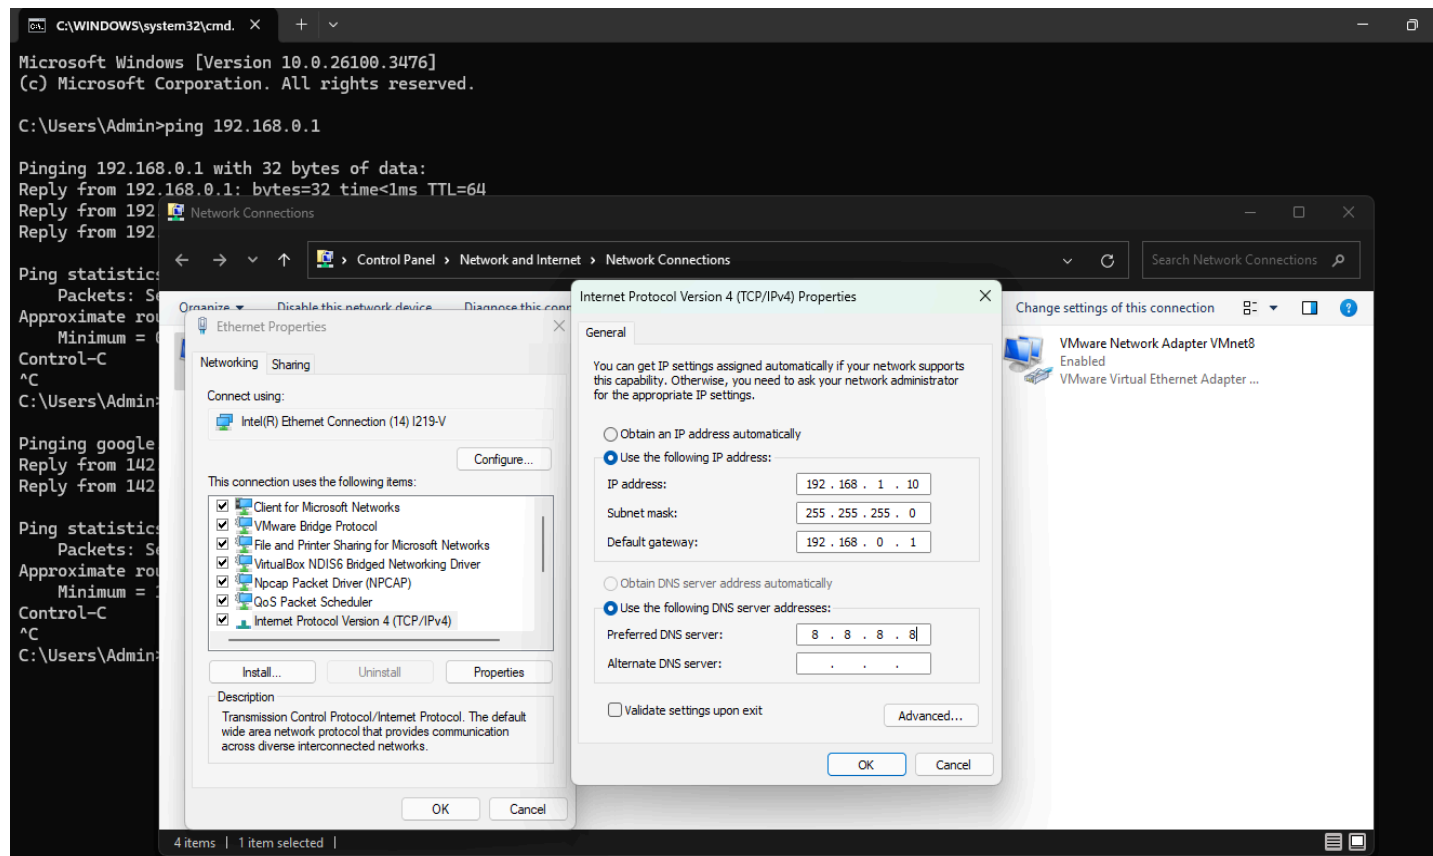 C:\WINDOWS\system32\cmd.
Microsoft Windows [Version 10.0.26100.3476]
(c) Microsoft Corporation. All rights reserved.
C:\Users\Admin>ping 192.168.0.1
Pinging 192.168.0.1 with 32 bytes of data:
Reply from 192.168.0.1: bytes=32 time<1ms TTL=64
Reply from 192
Reply from 192
Ping statistics
Packets: Se
Approximate rou
Minimum = 0
Control-C
^C
C:\Users\Admin>
Pinging google
Reply from 142
Reply from 142
Ping statistics
Packets: Se
Approximate rou
Minimum =
Control-C
^C
C:\Users\Admin>
Network Connections
Control Panel > Network and Internet > Network Connections
Search Network Connections
Organize Disable this network device Diagnose this conn
Change settings of this connection
VMware Network Adapter VMnet8
Enabled
VMware Virtual Ethernet Adapter ...
4 items | 1 item selected |
Ethernet Properties
Networking Sharing
Connect using:
Intel(R) Ethernet Connection (14) I219-V
Configure...
This connection uses the following items:
Client for Microsoft Networks
VMware Bridge Protocol
File and Printer Sharing for Microsoft Networks
VirtualBox NDIS6 Bridged Networking Driver
Npcap Packet Driver (NPCAP)
QoS Packet Scheduler
Internet Protocol Version 4 (TCP/IPv4)
Install... Uninstall Properties
Description
Transmission Control Protocol/Internet Protocol. The default
wide area network protocol that provides communication
across diverse interconnected networks.
OK Cancel
Internet Protocol Version 4 (TCP/IPv4) Properties
General
You can get IP settings assigned automatically if your network supports
this capability. Otherwise, you need to ask your network administrator
for the appropriate IP settings.
Obtain an IP address automatically
Use the following IP address:
IP address: 192 . 168 . 1 . 10
Subnet mask: 255 . 255 . 255 . 0
Default gateway: 192 . 168 . 0 . 1
Obtain DNS server address automatically
Use the following DNS server addresses:
Preferred DNS server: 8 . 8 . 8 . 8
Alternate DNS server: . . .
Validate settings upon exit
Advanced...
OK Cancel